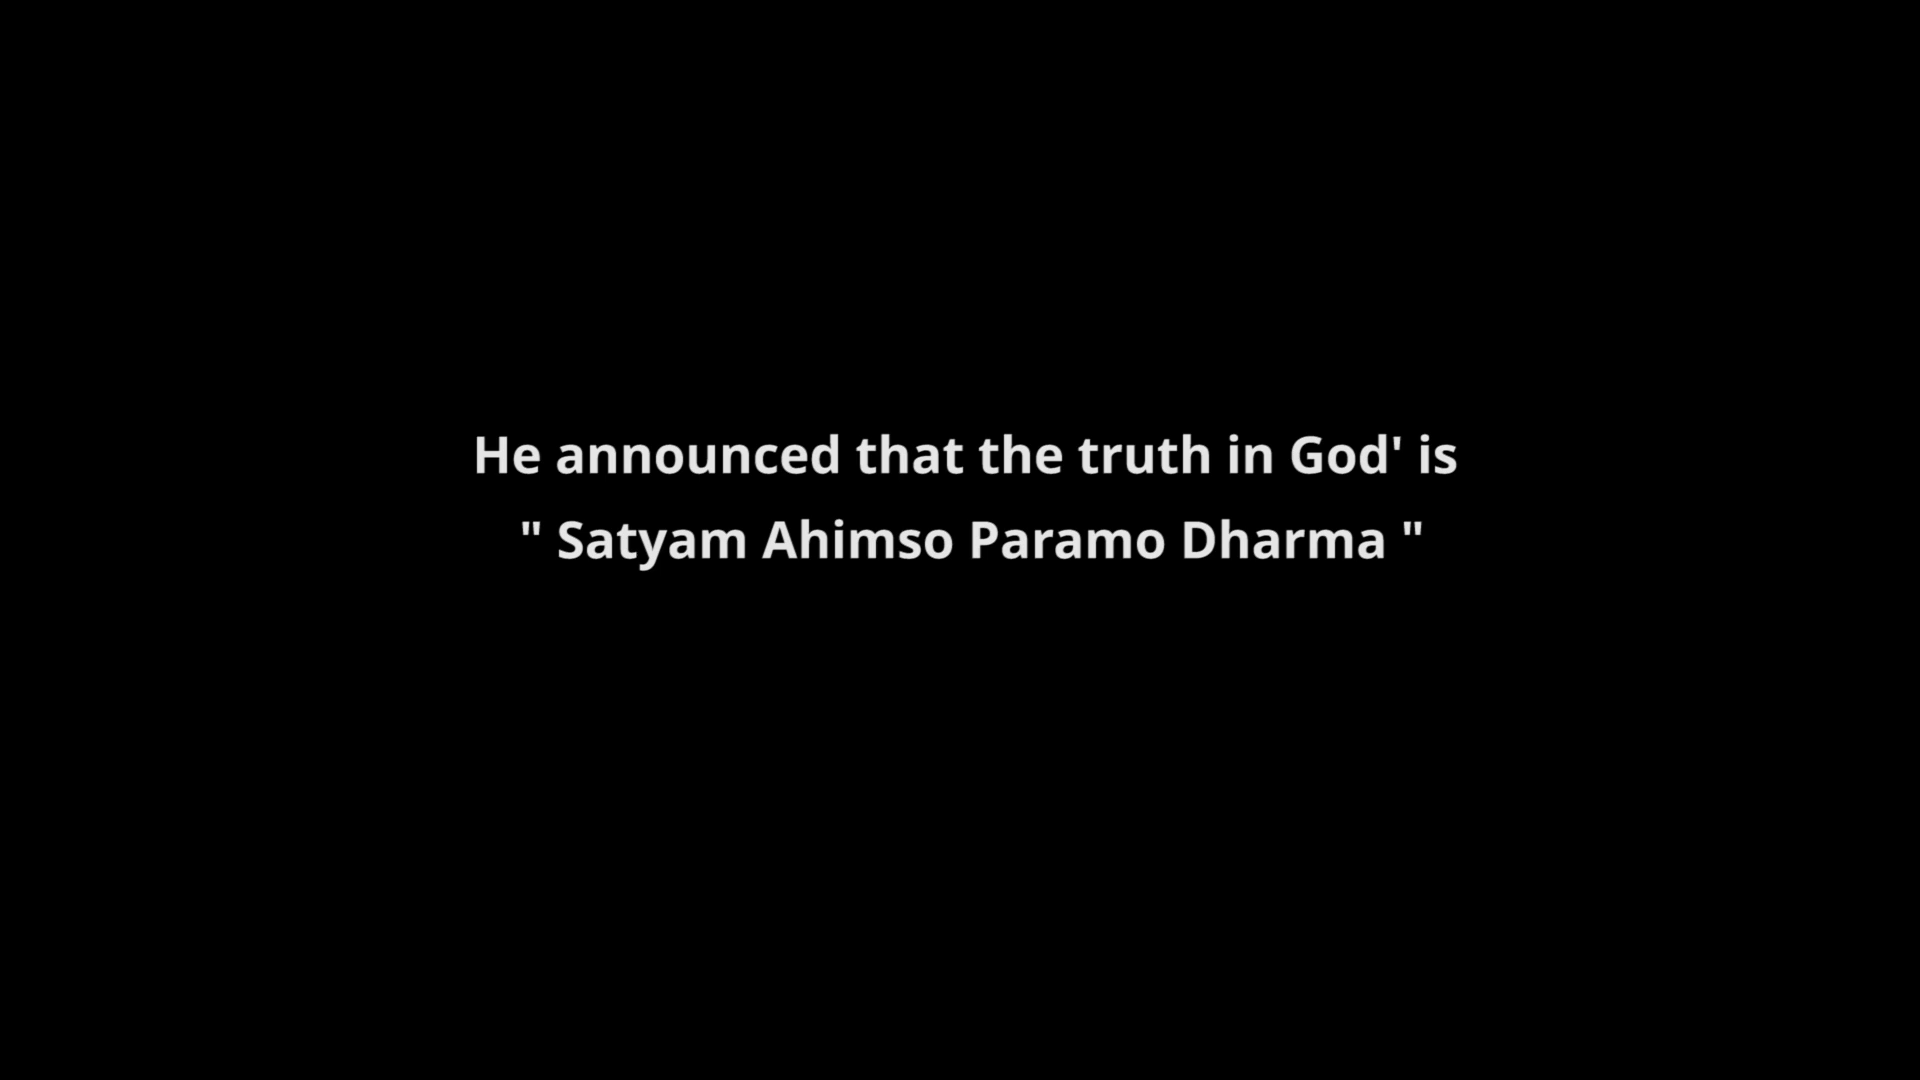 He announced that the truth in God' is
" Satyam Ahimso Paramo Dharma "